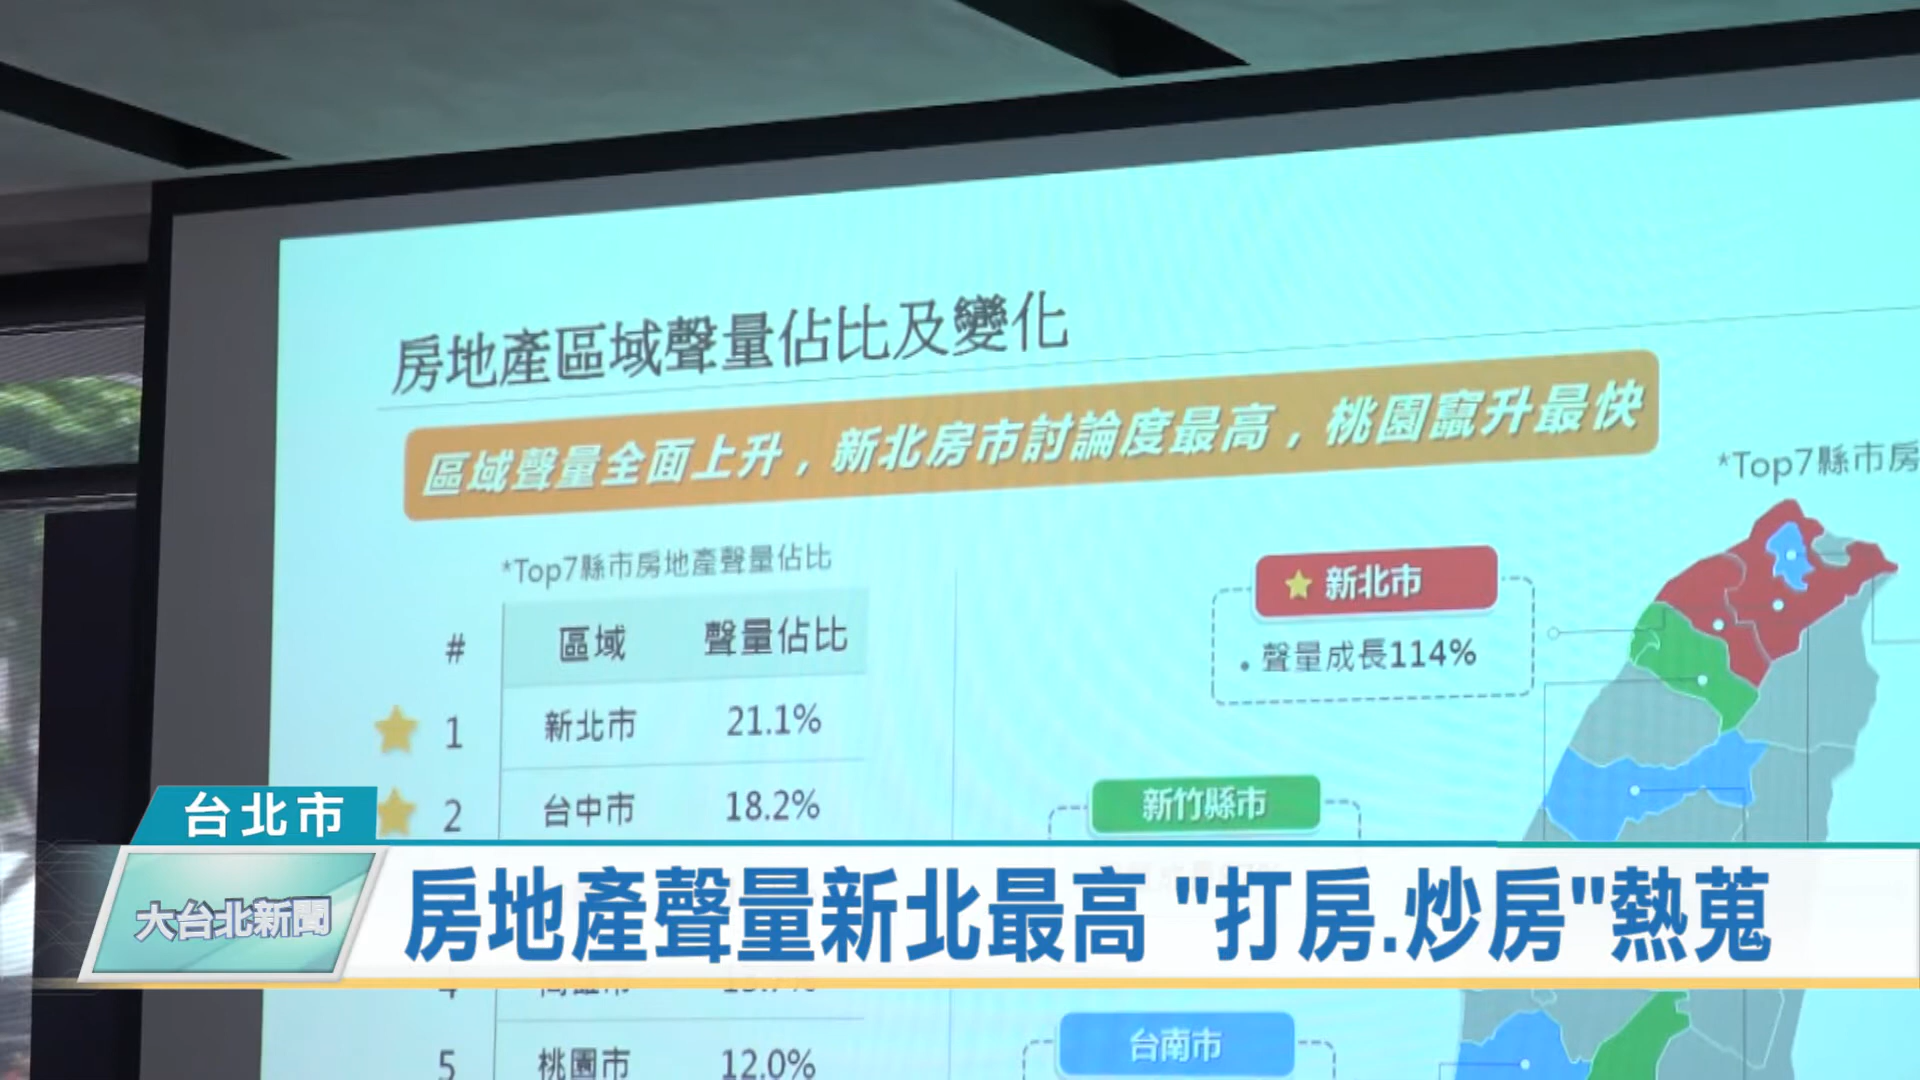 房地產區域聲量佔比及變化
區域聲量全面上升，新北房市討論度最高，桃園竄升最快
*Top7縣市房地產聲量佔比
*Top7縣市房
# 區域 聲量佔比
1 新北市 21.1%
2 台中市 18.2%
5 桃園市 12.0%
新北市
• 聲量成長114%
新竹縣市
台南市
台北市
大台北新聞
房地產聲量新北最高 "打房.炒房"熱蒐